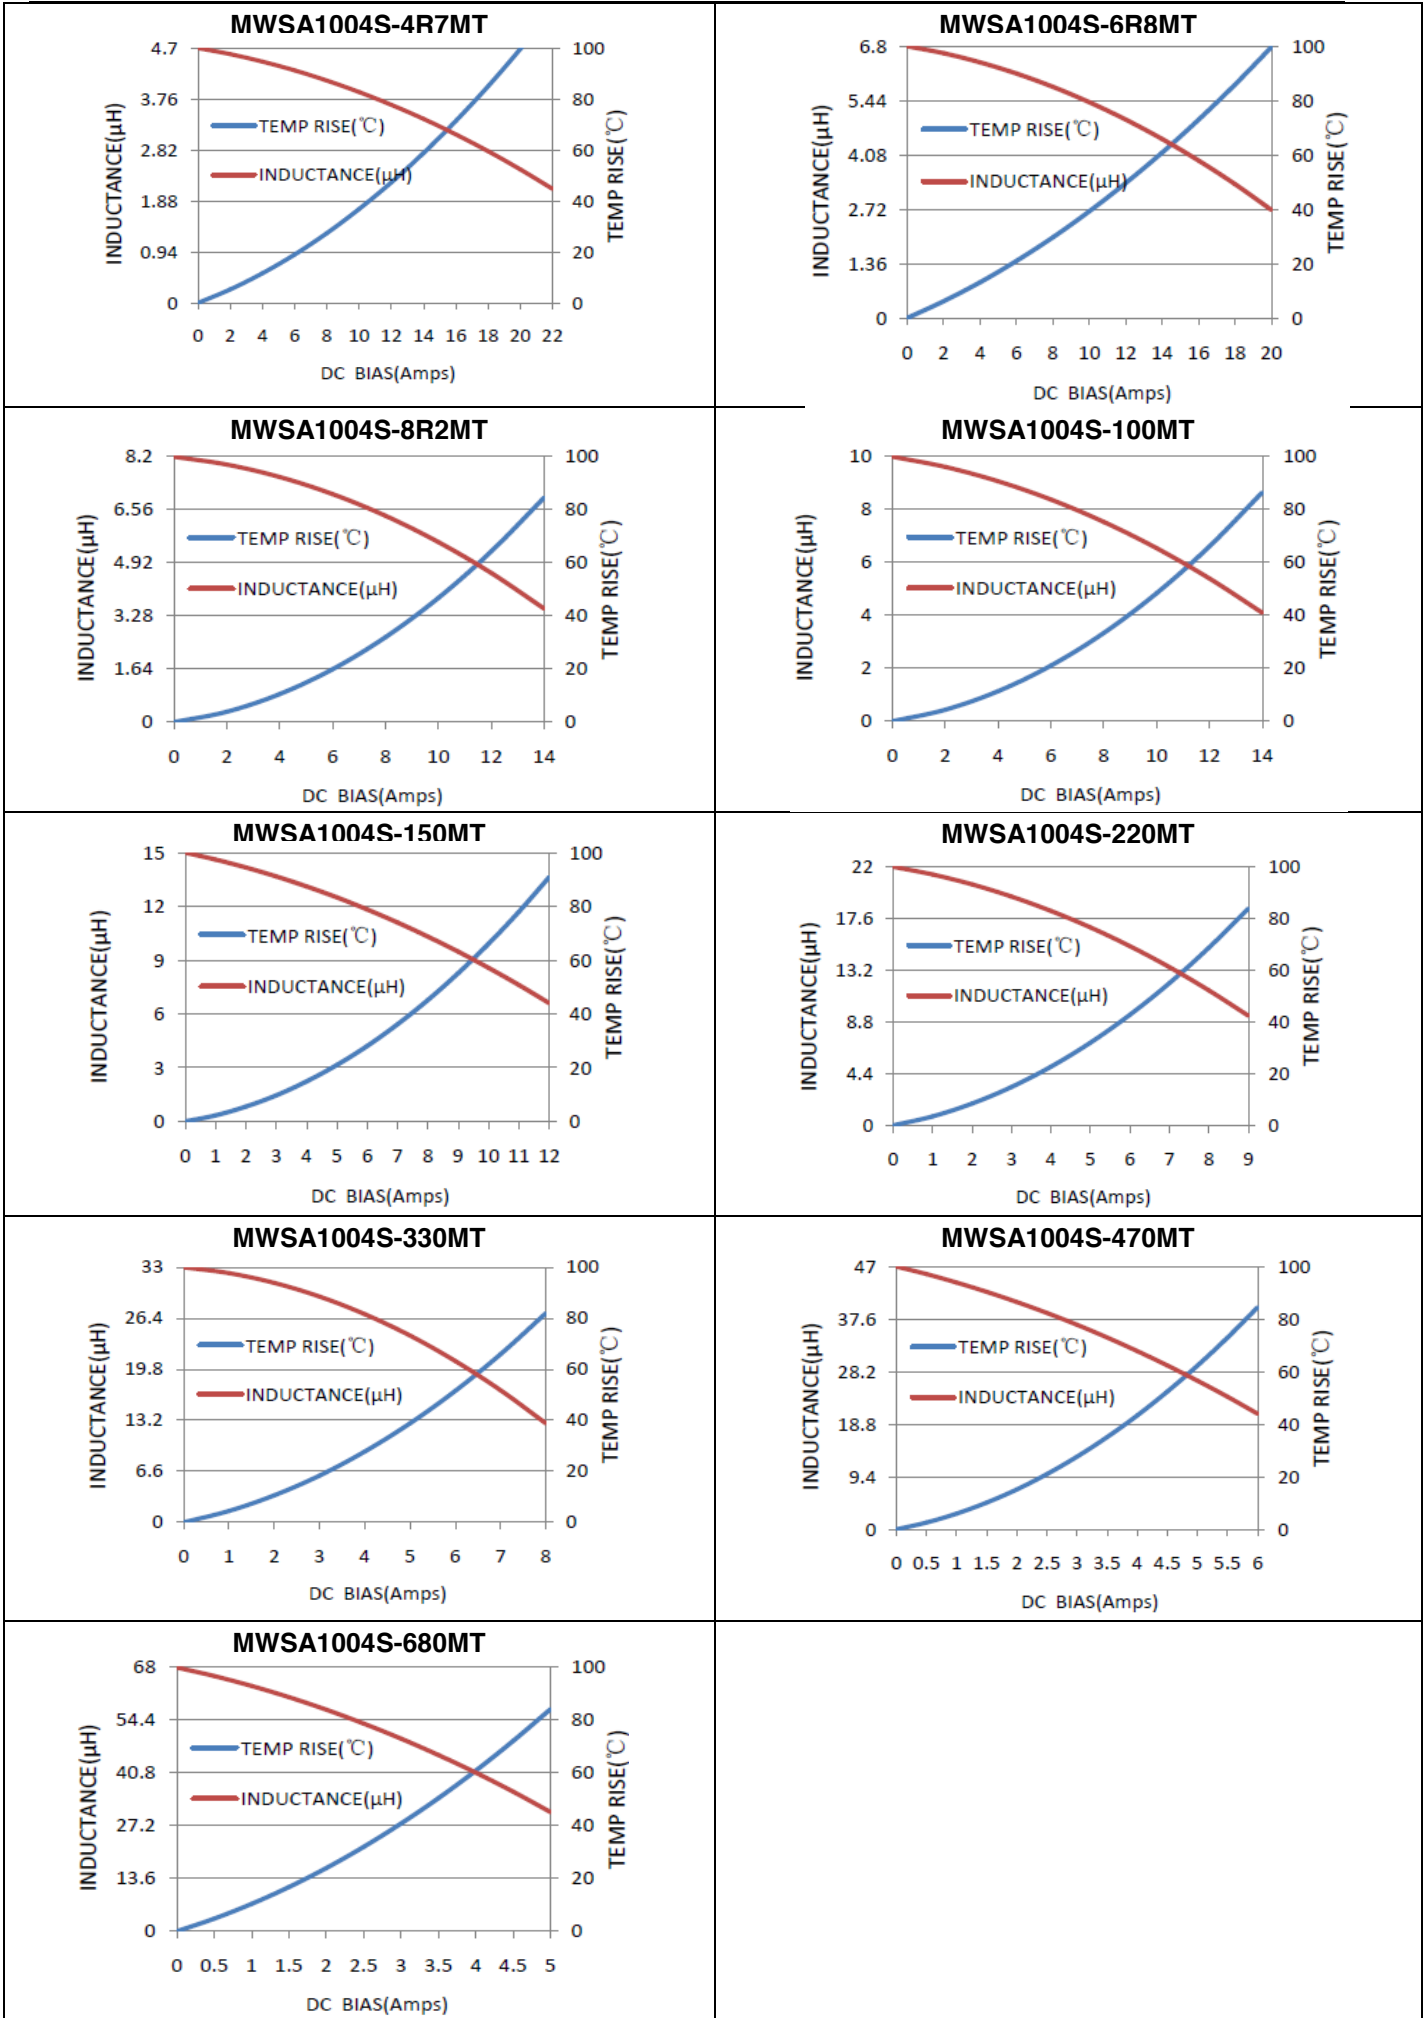 MWSA1004S-4R7MT
4.7
3.76
2.82
1.88
0.94
0
100
80
60
40
20
0
INDUCTANCE(μH)
TEMP RISE(℃)
TEMP RISE(℃)
INDUCTANCE(μH)
0 2 4 6 8 10 12 14 16 18 20 22
DC BIAS(Amps)
MWSA1004S-6R8MT
6.8
5.44
4.08
2.72
1.36
0
100
80
60
40
20
0
INDUCTANCE(μH)
TEMP RISE(℃)
TEMP RISE(℃)
INDUCTANCE(μH)
0 2 4 6 8 10 12 14 16 18 20
DC BIAS(Amps)
MWSA1004S-8R2MT
8.2
6.56
4.92
3.28
1.64
0
100
80
60
40
20
0
INDUCTANCE(μH)
TEMP RISE(℃)
TEMP RISE(℃)
INDUCTANCE(μH)
0 2 4 6 8 10 12 14
DC BIAS(Amps)
MWSA1004S-100MT
10
8
6
4
2
0
100
80
60
40
20
0
INDUCTANCE(μH)
TEMP RISE(℃)
TEMP RISE(℃)
INDUCTANCE(μH)
0 2 4 6 8 10 12 14
DC BIAS(Amps)
MWSA1004S-150MT
15
12
9
6
3
0
100
80
60
40
20
0
INDUCTANCE(μH)
TEMP RISE(℃)
TEMP RISE(℃)
INDUCTANCE(μH)
0 1 2 3 4 5 6 7 8 9 10 11 12
DC BIAS(Amps)
MWSA1004S-220MT
22
17.6
13.2
8.8
4.4
0
100
80
60
40
20
0
INDUCTANCE(μH)
TEMP RISE(℃)
TEMP RISE(℃)
INDUCTANCE(μH)
0 1 2 3 4 5 6 7 8 9
DC BIAS(Amps)
MWSA1004S-330MT
33
26.4
19.8
13.2
6.6
0
100
80
60
40
20
0
INDUCTANCE(μH)
TEMP RISE(℃)
TEMP RISE(℃)
INDUCTANCE(μH)
0 1 2 3 4 5 6 7 8
DC BIAS(Amps)
MWSA1004S-470MT
47
37.6
28.2
18.8
9.4
0
100
80
60
40
20
0
INDUCTANCE(μH)
TEMP RISE(℃)
TEMP RISE(℃)
INDUCTANCE(μH)
0 0.5 1 1.5 2 2.5 3 3.5 4 4.5 5 5.5 6
DC BIAS(Amps)
MWSA1004S-680MT
68
54.4
40.8
27.2
13.6
0
100
80
60
40
20
0
INDUCTANCE(μH)
TEMP RISE(℃)
TEMP RISE(℃)
INDUCTANCE(μH)
0 0.5 1 1.5 2 2.5 3 3.5 4 4.5 5
DC BIAS(Amps)